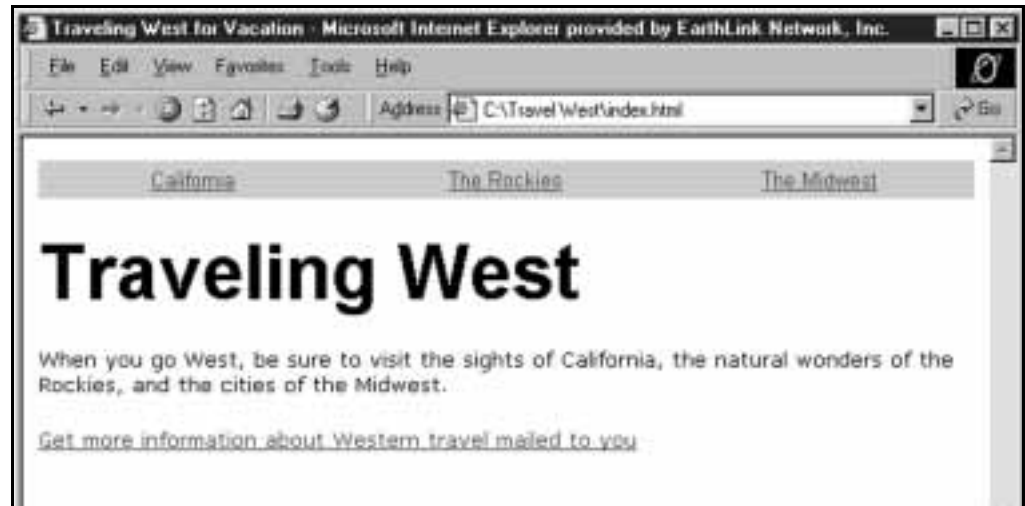 Traveling West for Vacation - Microsoft Internet Explorer provided by EarthLink Network, Inc.
File Edit View Favorites Tools Help
Address C:\Travel West\index.html Go
California The Rockies The Midwest
Traveling West
When you go West, be sure to visit the sights of California, the natural wonders of the
Rockies, and the cities of the Midwest.
Get more information about Western travel mailed to you